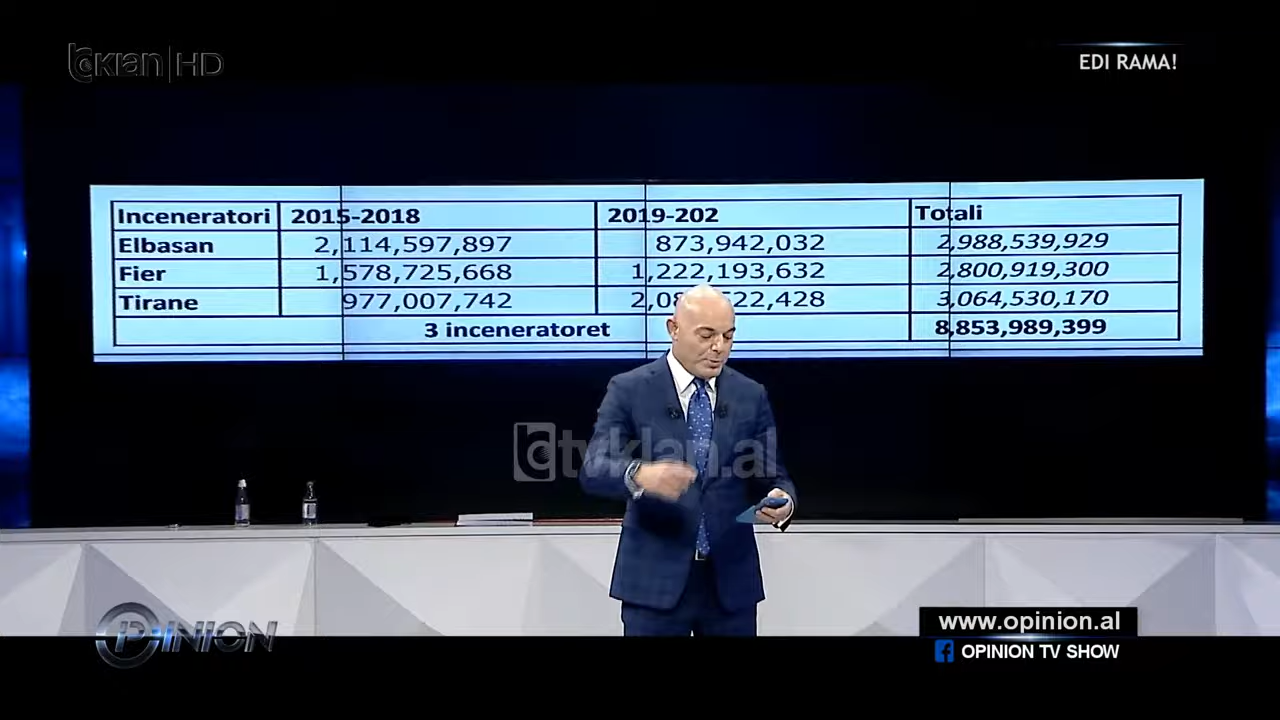 tvklan HD
EDI RAMA!
Inceneratori 2015-2018 2019-202 Totali
Elbasan 2,114,597,897 873,942,032 2,988,539,929
Fier 1,578,725,668 1,222,193,632 2,800,919,300
Tirane 977,007,742 3,064,530,170
3 inceneratoret 8,853,989,399
tvklan.al
OPINION
www.opinion.al
OPINION TV SHOW